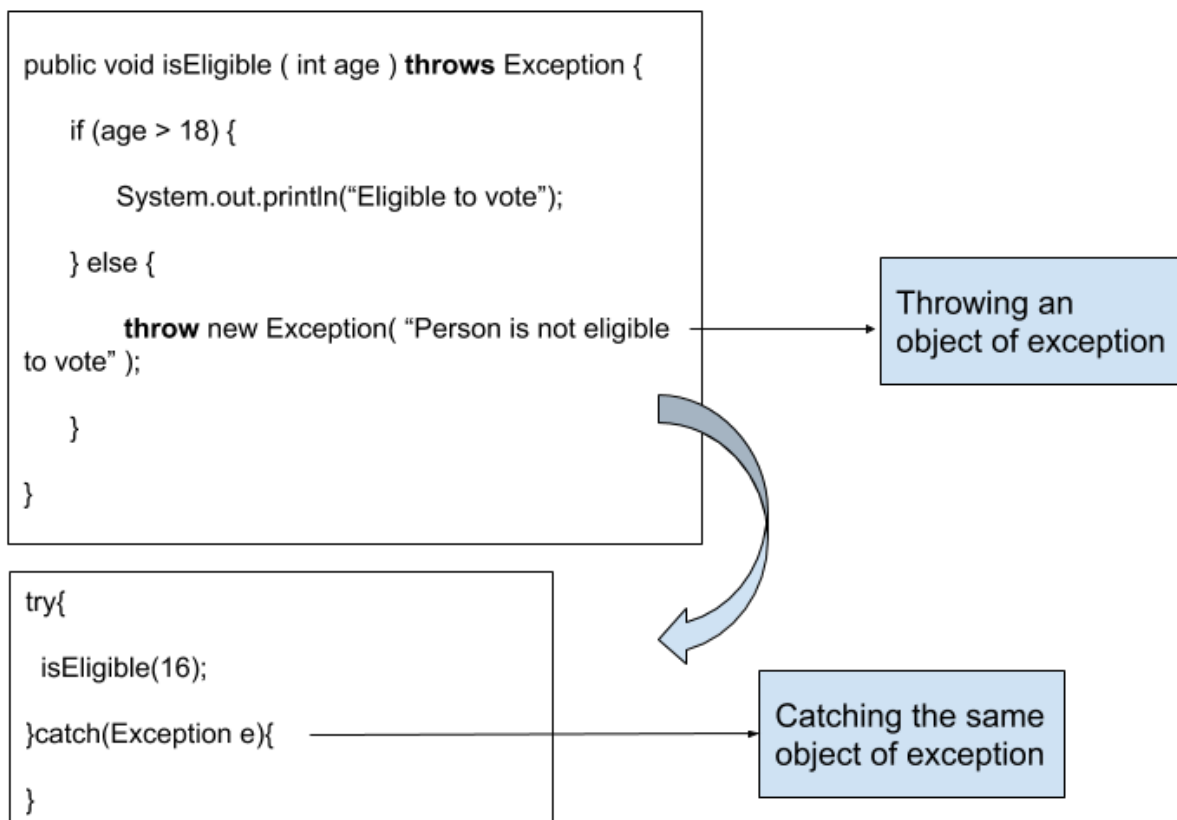 public void isEligible ( int age ) throws Exception {
if (age > 18) {
System.out.println(“Eligible to vote”);
} else {
throw new Exception( “Person is not eligible
to vote” );
}
}
Throwing an
object of exception
try{
isEligible(16);
}catch(Exception e){
}
Catching the same
object of exception